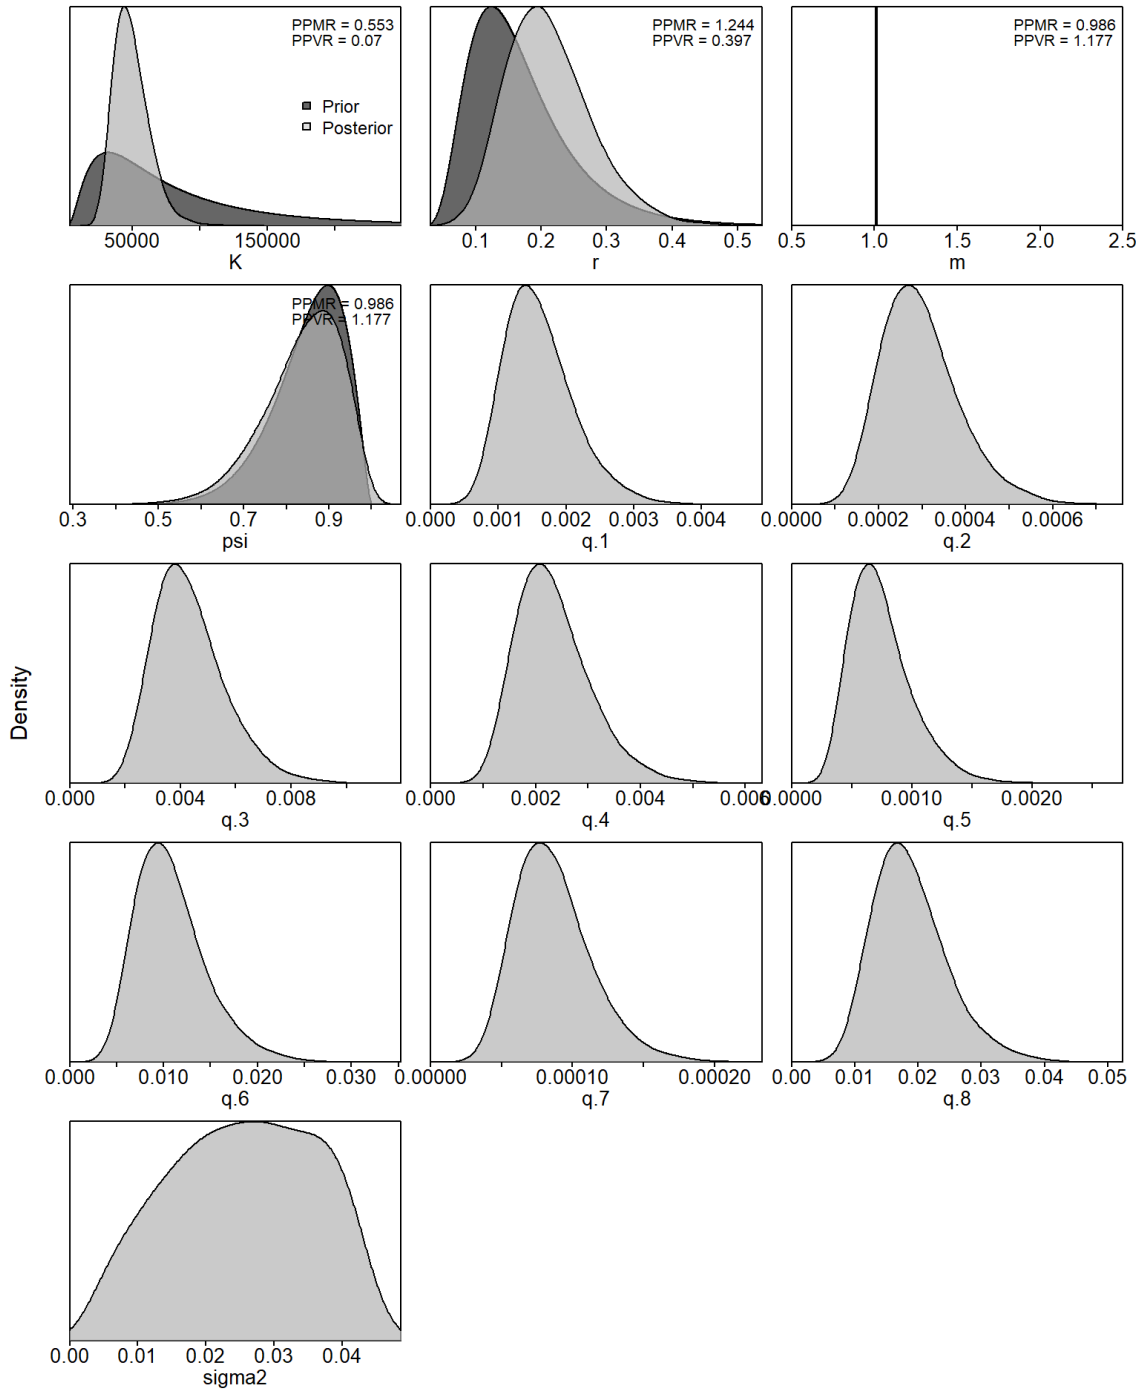 PPMR = 0.553
PPVR = 0.07
Prior
Posterior
50000 150000
K
PPMR = 1.244
PPVR = 0.397
0.1 0.2 0.3 0.4 0.5
r
PPMR = 0.986
PPVR = 1.177
0.5 1.0 1.5 2.0 2.5
m
PPMR = 0.986
PPVR = 1.177
0.3 0.5 0.7 0.9
psi
0.000 0.001 0.002 0.003 0.004
q.1
0.0000 0.0002 0.0004 0.0006
q.2
Density
0.000 0.004 0.008
q.3
0.000 0.002 0.004 0.006
q.4
0.0000 0.0010 0.0020
q.5
0.000 0.010 0.020 0.030
q.6
0.00000 0.00010 0.00020
q.7
0.00 0.01 0.02 0.03 0.04 0.05
q.8
0.00 0.01 0.02 0.03 0.04
sigma2